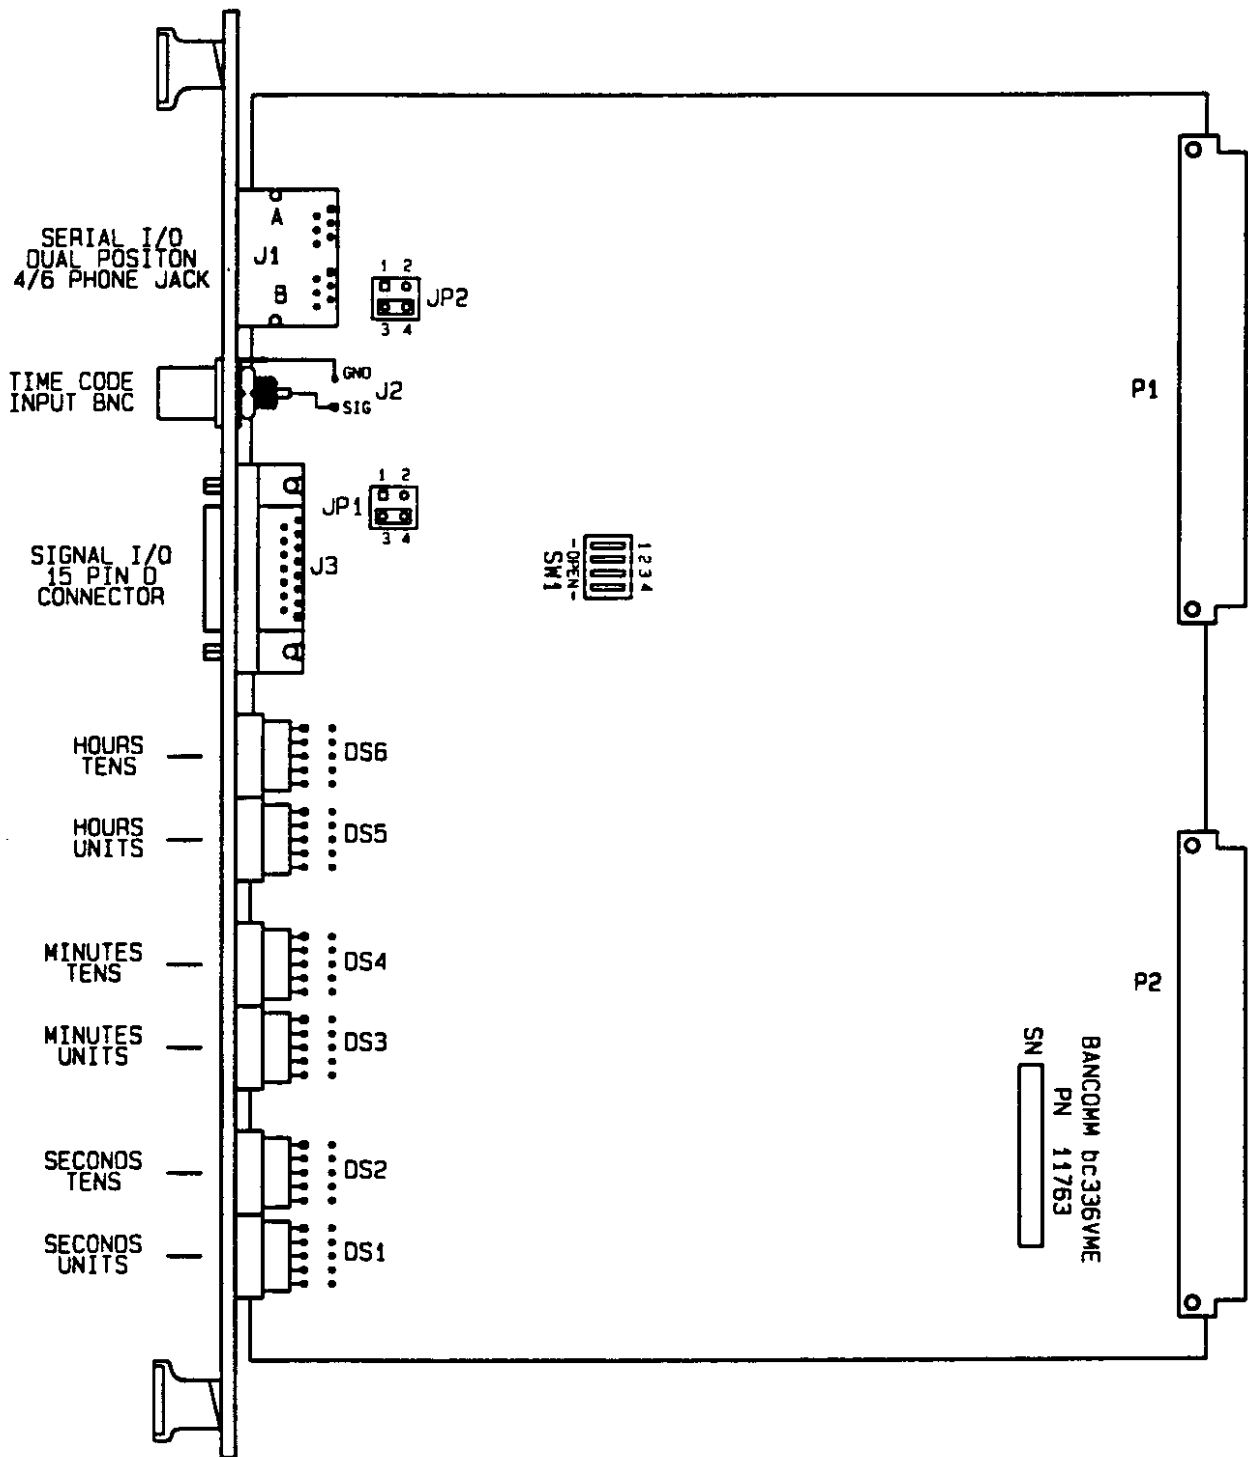 SERIAL I/O
DUAL POSITON
4/6 PHONE JACK
A
J1
B
1 2
JP2
3 4
TIME CODE
INPUT BNC
GND
J2
SIG
P1
1 2
JP1
3 4
SIGNAL I/O
15 PIN D
CONNECTOR
J3
SW1
-OPEN-
1 2 3 4
HOURS
TENS
DS6
HOURS
UNITS
DS5
MINUTES
TENS
DS4
MINUTES
UNITS
DS3
SECONDS
TENS
DS2
SECONDS
UNITS
DS1
P2
BANCOMM bc336VME
PN 11763
SN